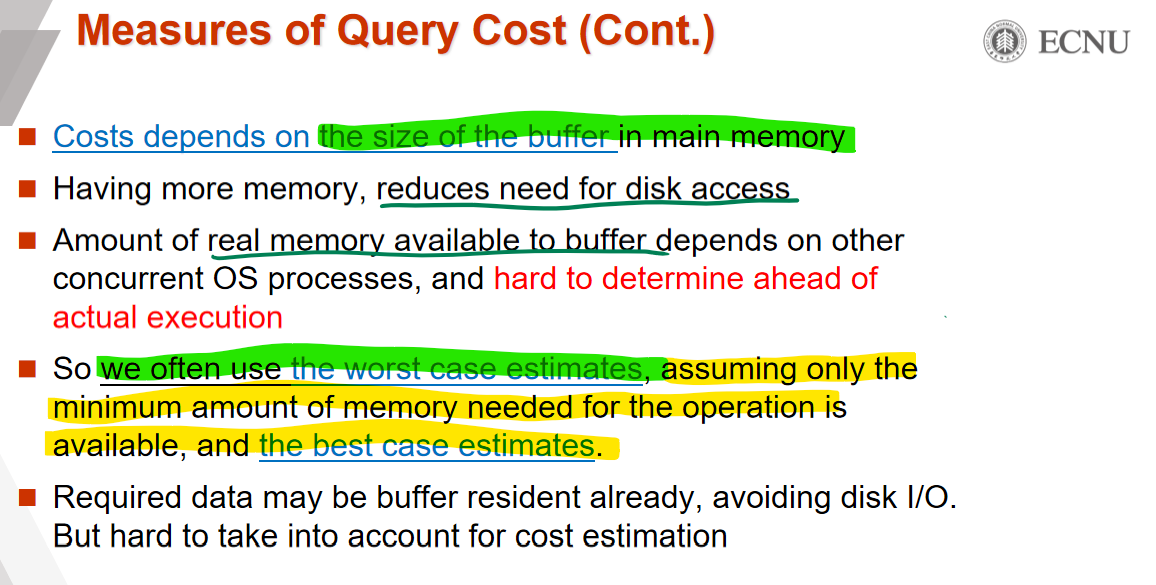 Measures of Query Cost (Cont.)
ECNU
Costs depends on the size of the buffer in main memory
Having more memory, reduces need for disk access
Amount of real memory available to buffer depends on other
concurrent OS processes, and hard to determine ahead of
actual execution
So we often use the worst case estimates, assuming only the
minimum amount of memory needed for the operation is
available, and the best case estimates.
Required data may be buffer resident already, avoiding disk I/O.
But hard to take into account for cost estimation